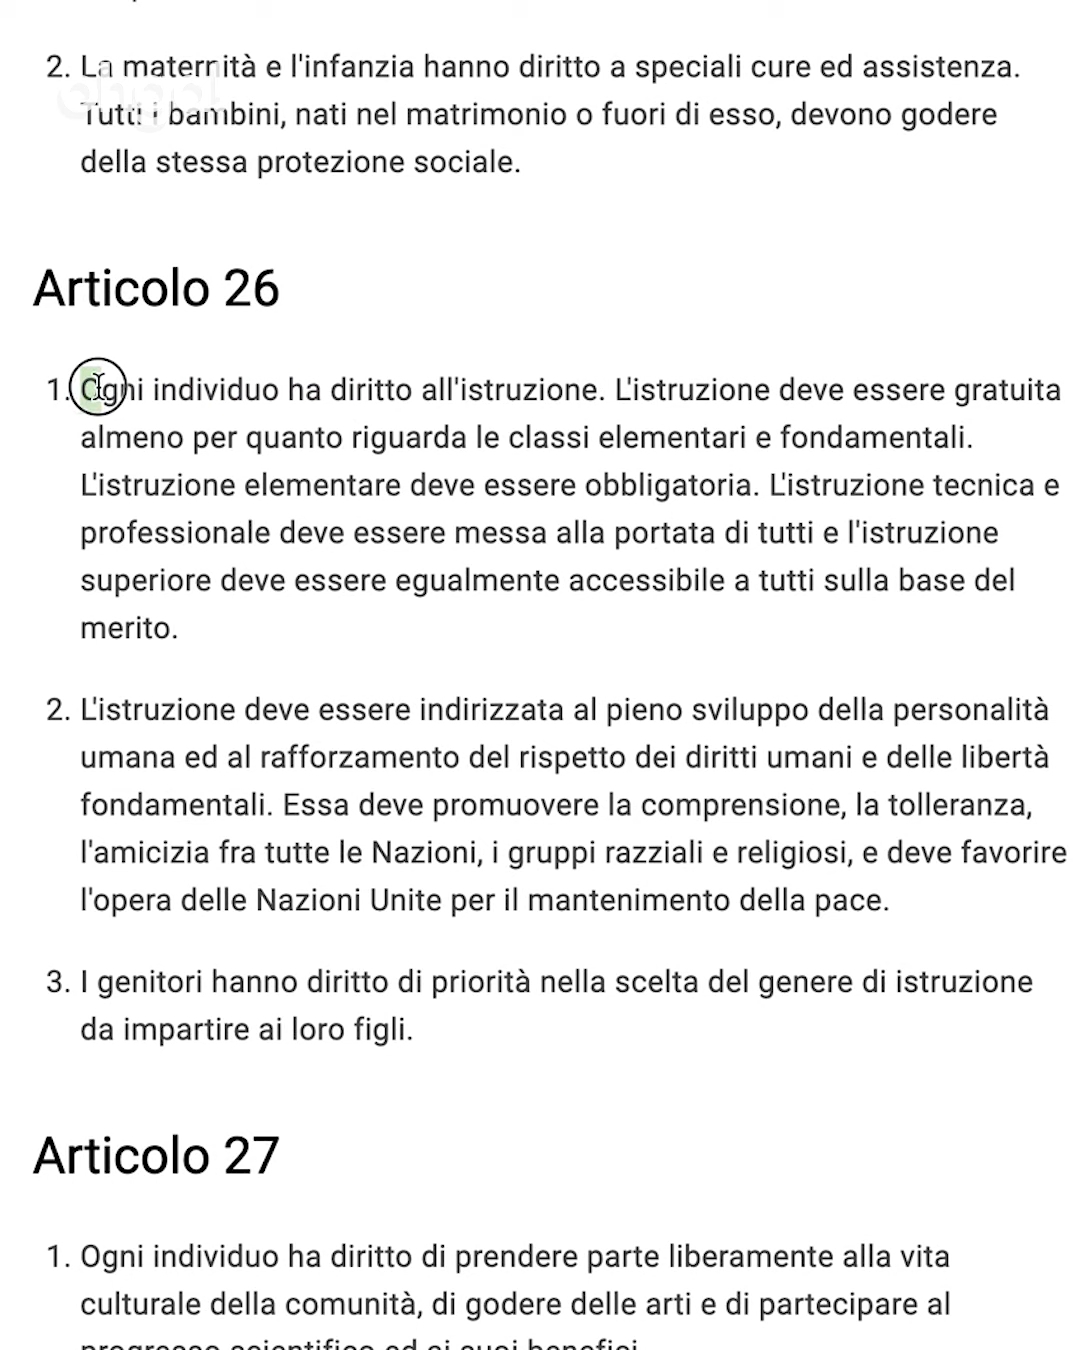 2. La maternità e l'infanzia hanno diritto a speciali cure ed assistenza.
Tutti i bambini, nati nel matrimonio o fuori di esso, devono godere
della stessa protezione sociale.
Articolo 26
1. Ogni individuo ha diritto all'istruzione. L'istruzione deve essere gratuita
almeno per quanto riguarda le classi elementari e fondamentali.
L'istruzione elementare deve essere obbligatoria. L'istruzione tecnica e
professionale deve essere messa alla portata di tutti e l'istruzione
superiore deve essere egualmente accessibile a tutti sulla base del
merito.
2. L'istruzione deve essere indirizzata al pieno sviluppo della personalità
umana ed al rafforzamento del rispetto dei diritti umani e delle libertà
fondamentali. Essa deve promuovere la comprensione, la tolleranza,
l'amicizia fra tutte le Nazioni, i gruppi razziali e religiosi, e deve favorire
l'opera delle Nazioni Unite per il mantenimento della pace.
3. I genitori hanno diritto di priorità nella scelta del genere di istruzione
da impartire ai loro figli.
Articolo 27
1. Ogni individuo ha diritto di prendere parte liberamente alla vita
culturale della comunità, di godere delle arti e di partecipare al
progresso scientifico ed ai suoi benefici.